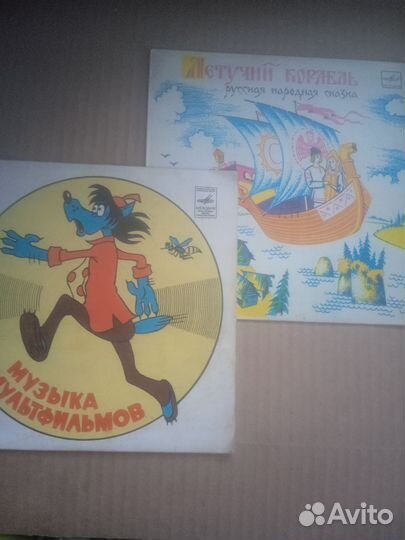 Летучий корабль
русская народная сказка
МУЗЫКА
МУЛЬТФИЛЬМОВ
Avito